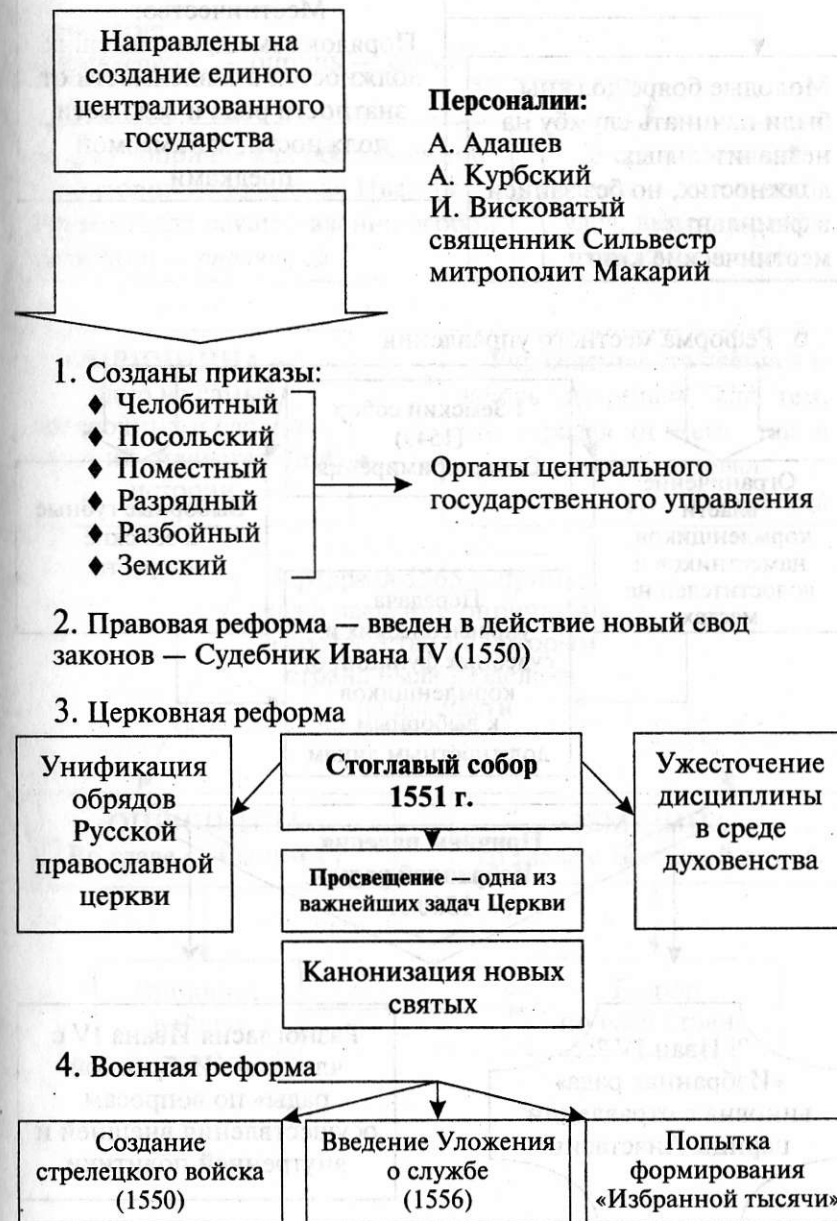 Направлены на
создание единого
централизованного
государства
Персоналии:
А. Адашев
А. Курбский
И. Висковатый
священник Сильвестр
митрополит Макарий
1. Созданы приказы:
♦ Челобитный
♦ Посольский
♦ Поместный
♦ Разрядный
♦ Разбойный
♦ Земский
Органы центрального
государственного управления
2. Правовая реформа — введен в действие новый свод
законов — Судебник Ивана IV (1550)
3. Церковная реформа
Унификация
обрядов
Русской
православной
церкви
Стоглавый собор
1551 г.
Просвещение — одна из
важнейших задач Церкви
Канонизация новых
святых
Ужесточение
дисциплины
в среде
духовенства
4. Военная реформа
Создание
стрелецкого войска
(1550)
Введение Уложения
о службе
(1556)
Попытка
формирования
«Избранной тысячи»